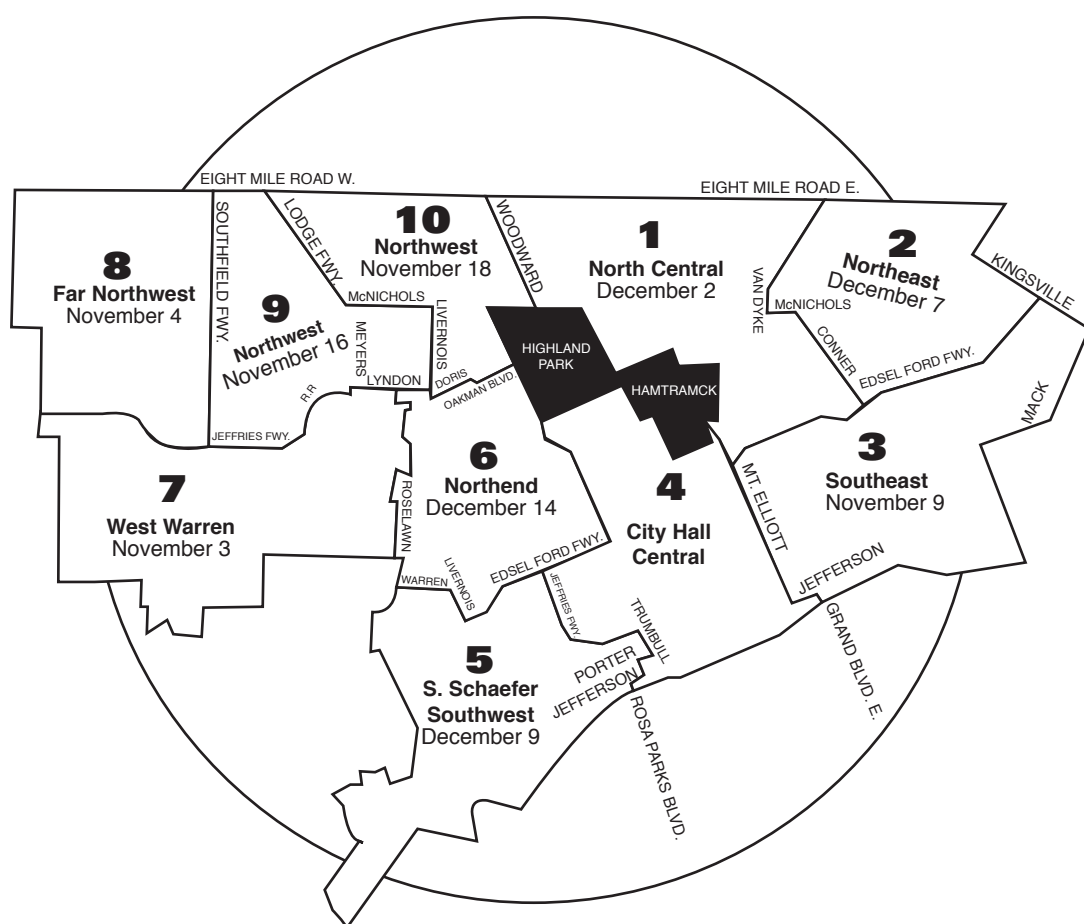 EIGHT MILE ROAD W.
EIGHT MILE ROAD E.
8
Far Northwest
November 4
SOUTHFIELD FWY.
LODGE FWY.
10
Northwest
November 18
WOODWARD
1
North Central
December 2
VAN DYKE
2
Northeast
December 7
KINGSVILLE
9
Northwest
November 16
McNICHOLS
MEYERS
LIVERNOIS
McNICHOLS
CONNER
EDSEL FORD FWY.
MACK
HIGHLAND
PARK
HAMTRAMCK
R.R
LYNDON
DORIS
OAKMAN BLVD.
JEFFRIES FWY.
7
West Warren
November 3
ROSELAWN
6
Northend
December 14
4
City Hall
Central
MT. ELLIOTT
3
Southeast
November 9
JEFFERSON
WARREN
LIVERNOIS
EDSEL FORD FWY.
JEFFRIES FWY.
TRUMBULL
GRAND BLVD. E.
5
S. Schaefer
Southwest
December 9
PORTER
JEFFERSON
ROSA PARKS BLVD.